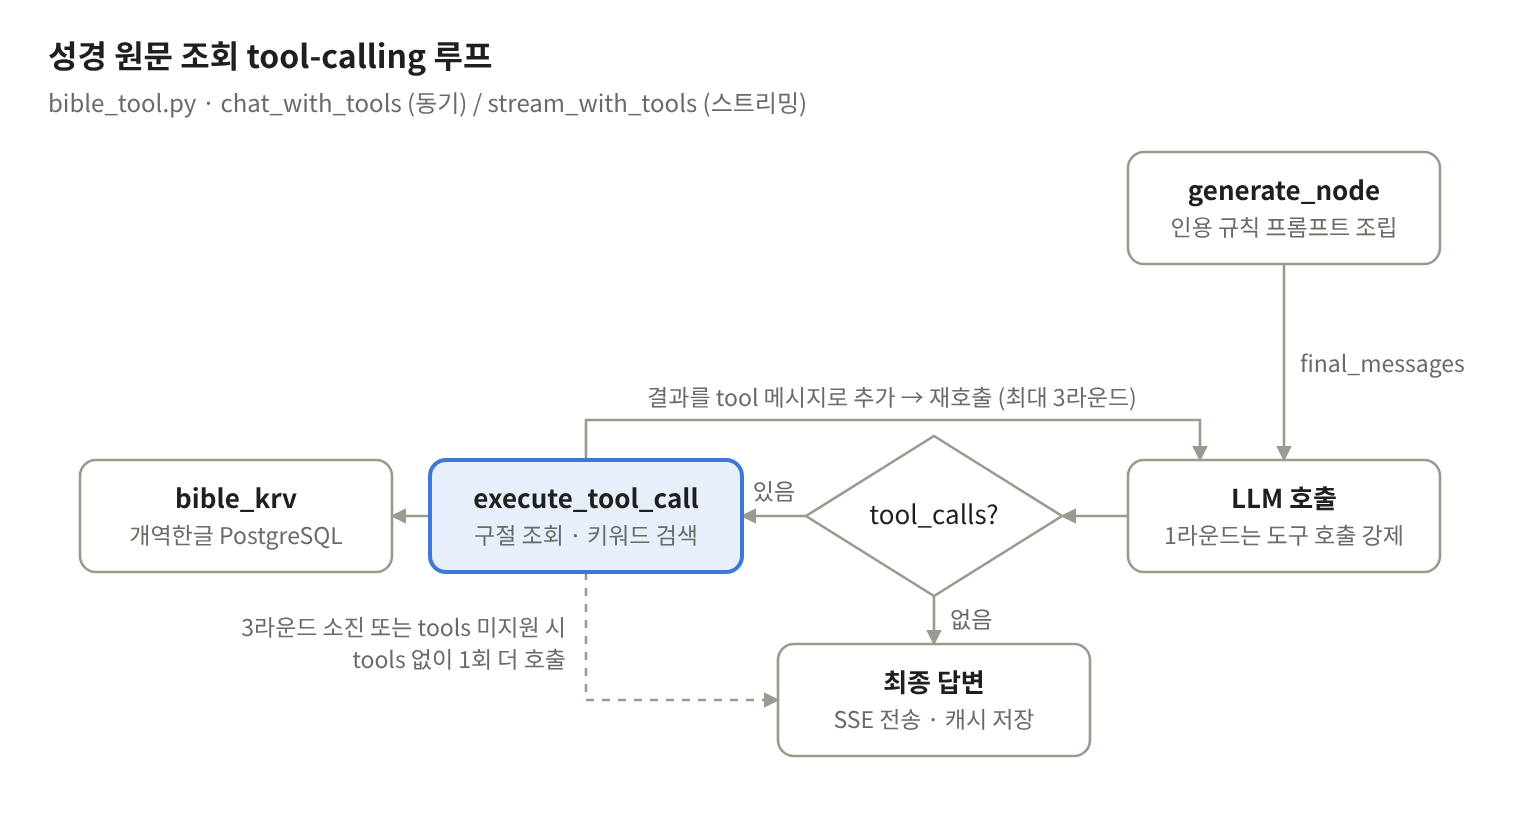 성경 원문 조회 tool-calling 루프
bible_tool.py · chat_with_tools (동기) / stream_with_tools (스트리밍)
generate_node
인용 규칙 프롬프트 조립
final_messages
결과를 tool 메시지로 추가 → 재호출 (최대 3라운드)
bible_krv
개역한글 PostgreSQL
execute_tool_call
구절 조회 · 키워드 검색
있음
tool_calls?
LLM 호출
1라운드는 도구 호출 강제
없음
3라운드 소진 또는 tools 미지원 시
tools 없이 1회 더 호출
최종 답변
SSE 전송 · 캐시 저장